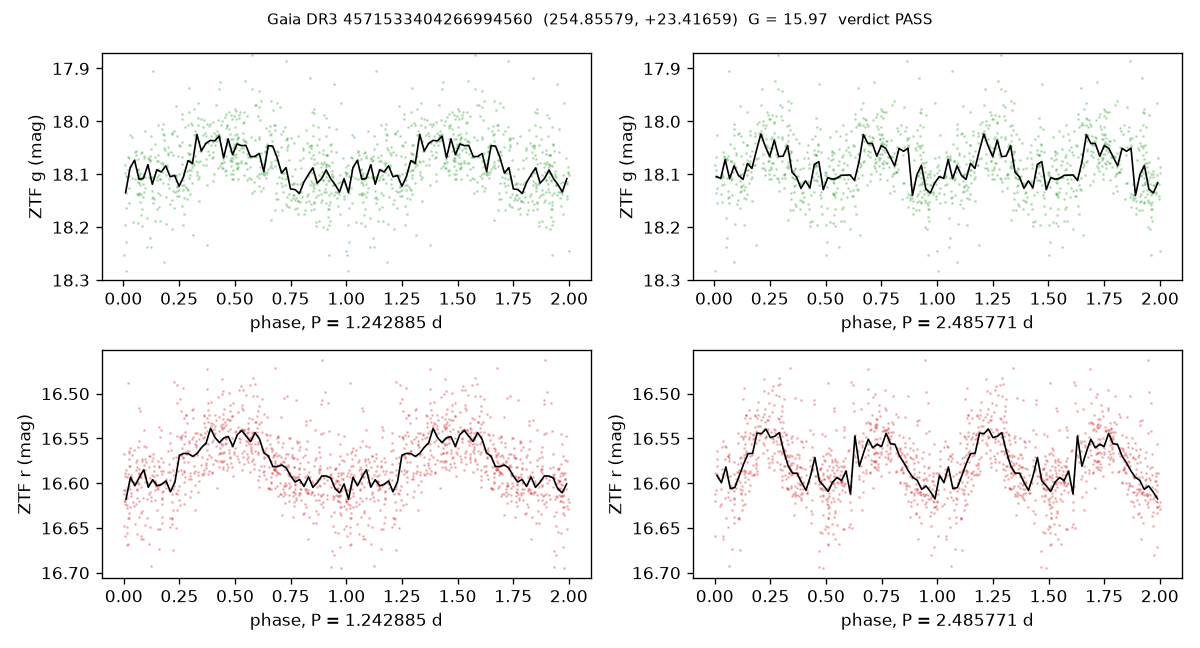 Gaia DR3 4571533404266994560 (254.85579, +23.41659) G = 15.97 verdict PASS
ZTF g (mag)
17.9
18.0
18.1
18.2
18.3
0.00 0.25 0.50 0.75 1.00 1.25 1.50 1.75 2.00
phase, P = 1.242885 d
ZTF g (mag)
17.9
18.0
18.1
18.2
18.3
0.00 0.25 0.50 0.75 1.00 1.25 1.50 1.75 2.00
phase, P = 2.485771 d
ZTF r (mag)
16.50
16.55
16.60
16.65
16.70
0.00 0.25 0.50 0.75 1.00 1.25 1.50 1.75 2.00
phase, P = 1.242885 d
ZTF r (mag)
16.50
16.55
16.60
16.65
16.70
0.00 0.25 0.50 0.75 1.00 1.25 1.50 1.75 2.00
phase, P = 2.485771 d